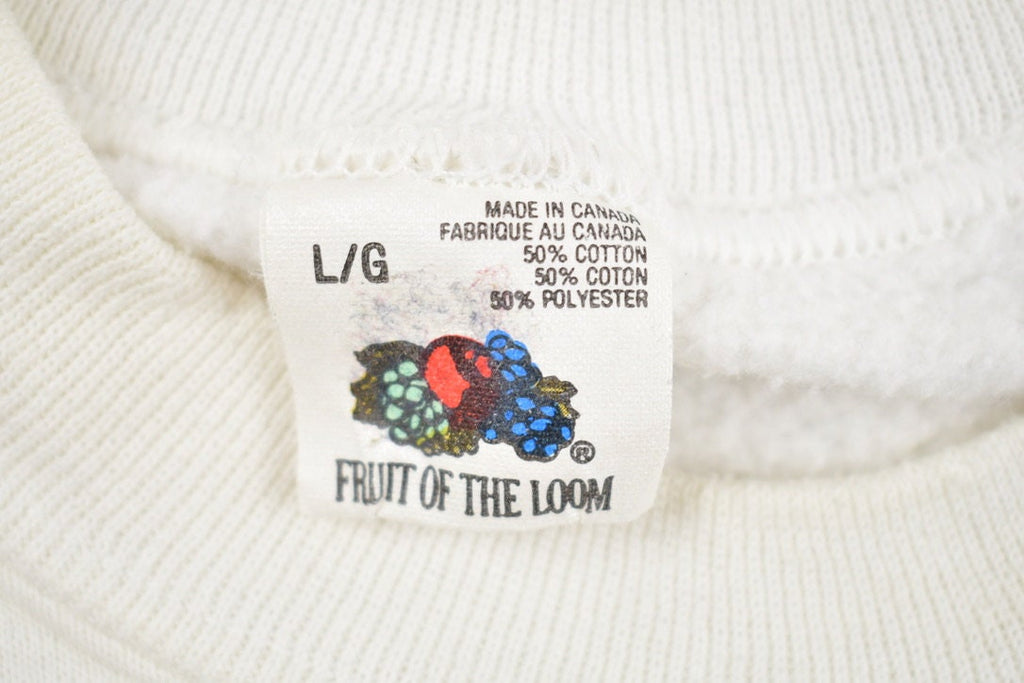 L/G
MADE IN CANADA
FABRIQUE AU CANADA
50% COTTON
50% COTON
50% POLYESTER
®
FRUIT OF THE LOOM